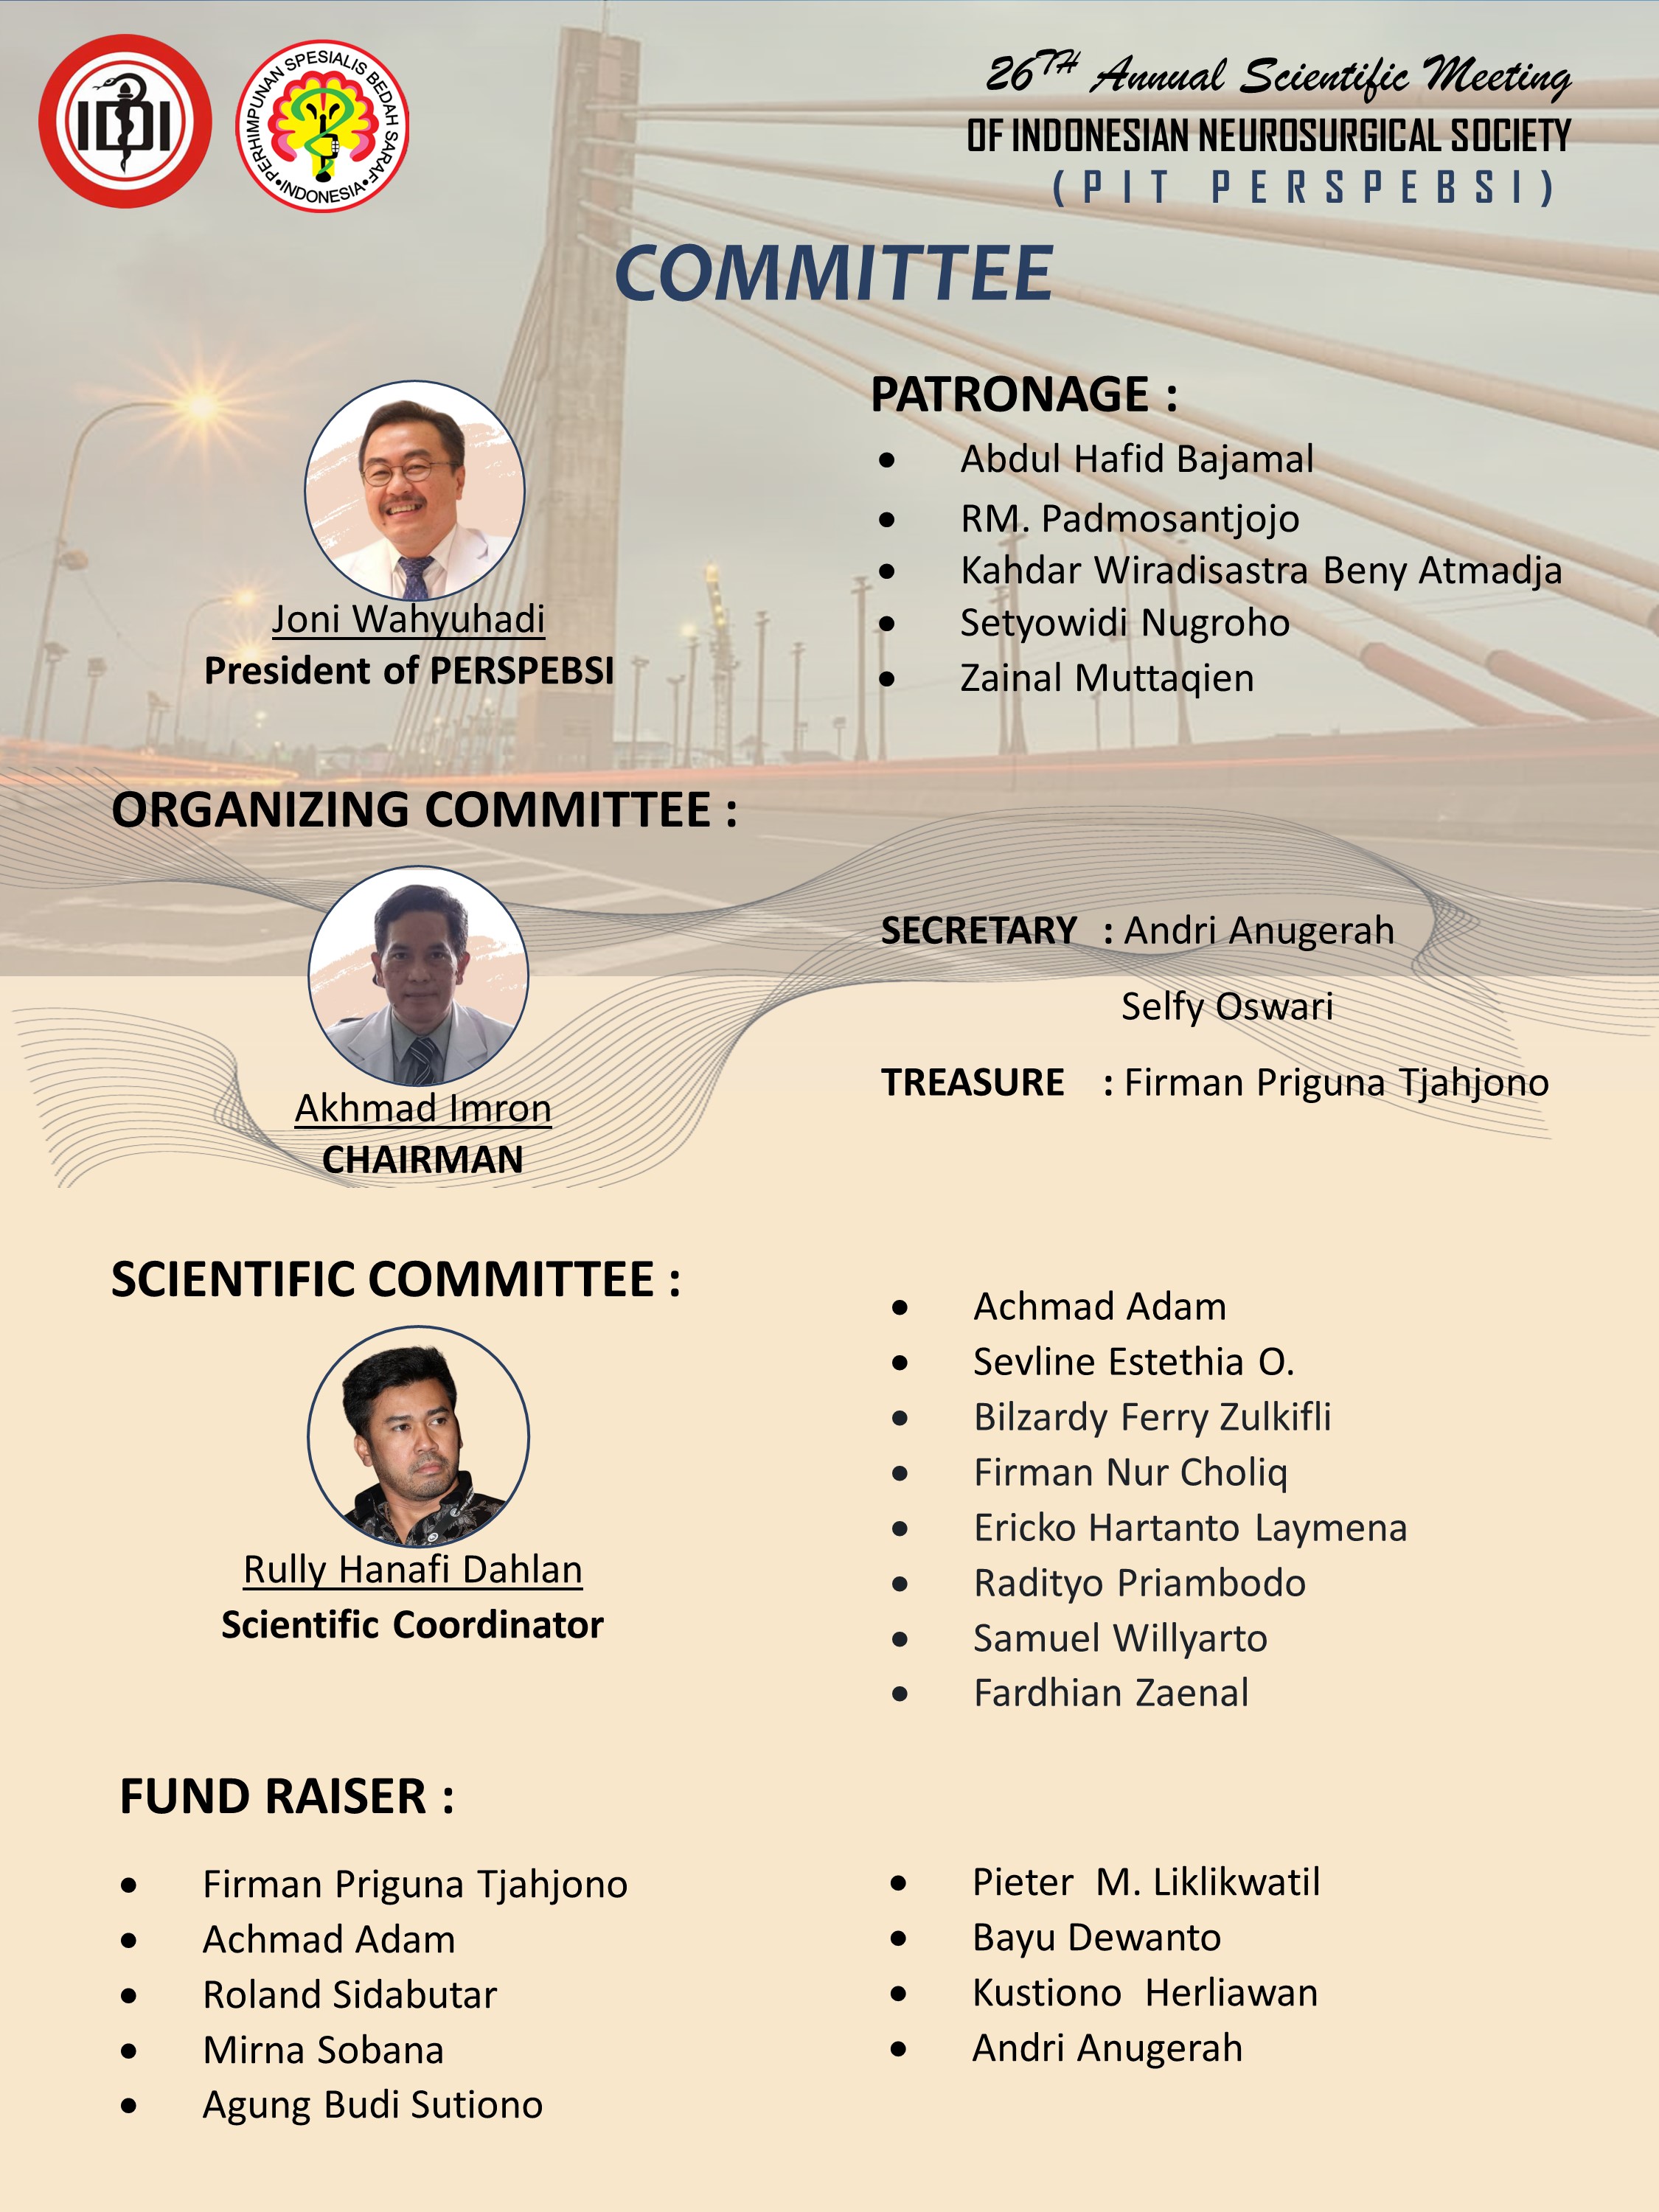 IDI
PERHIMPUNAN SPESIALIS BEDAH SARAF
•INDONESIA•
26TH Annual Scientific Meeting
OF INDONESIAN NEUROSURGICAL SOCIETY
(PIT PERSPEBSI)
COMMITTEE
Joni Wahyuhadi
President of PERSPEBSI
PATRONAGE :
• Abdul Hafid Bajamal
• RM. Padmosantjojo
• Kahdar Wiradisastra Beny Atmadja
• Setyowidi Nugroho
• Zainal Muttaqien
ORGANIZING COMMITTEE :
Akhmad Imron
CHAIRMAN
SECRETARY : Andri Anugerah
Selfy Oswari
TREASURE : Firman Priguna Tjahjono
SCIENTIFIC COMMITTEE :
Rully Hanafi Dahlan
Scientific Coordinator
• Achmad Adam
• Sevline Estethia O.
• Bilzardy Ferry Zulkifli
• Firman Nur Choliq
• Ericko Hartanto Laymena
• Radityo Priambodo
• Samuel Willyarto
• Fardhian Zaenal
FUND RAISER :
• Firman Priguna Tjahjono
• Achmad Adam
• Roland Sidabutar
• Mirna Sobana
• Agung Budi Sutiono
• Pieter M. Liklikwatil
• Bayu Dewanto
• Kustiono Herliawan
• Andri Anugerah